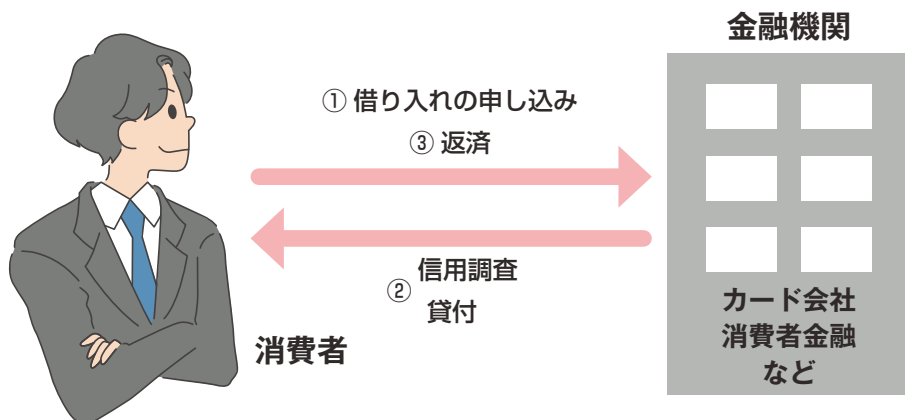 金融機関
① 借り入れの申し込み
③ 返済
② 信用調査
貸付
消費者
カード会社
消費者金融
など